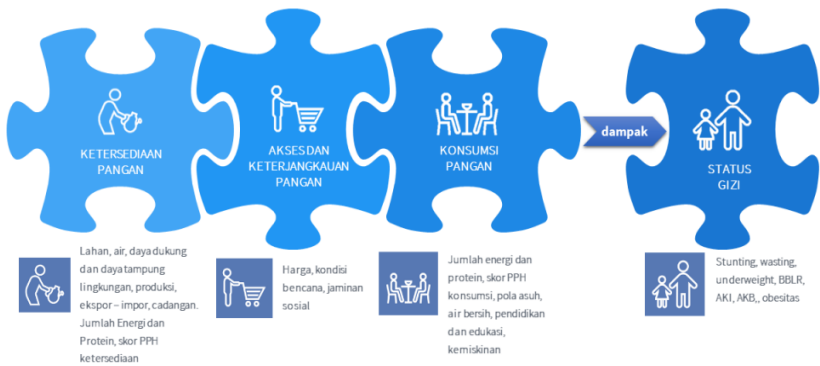 KETERSEDIAAN
PANGAN
AKSES DAN
KETERJANGKAUAN
PANGAN
KONSUMSI
PANGAN
dampak
STATUS
GIZI
Lahan, air, daya dukung
dan daya tampung
lingkungan, produksi,
ekspor – impor, cadangan.
Jumlah Energi dan
Protein, skor PPH
ketersediaan
Harga, kondisi
bencana, jaminan
sosial
Jumlah energi dan
protein, skor PPH
konsumsi, pola asuh,
air bersih, pendidikan
dan edukasi,
kemiskinan
Stunting, wasting,
underweight, BBLR,
AKI, AKB,, obesitas